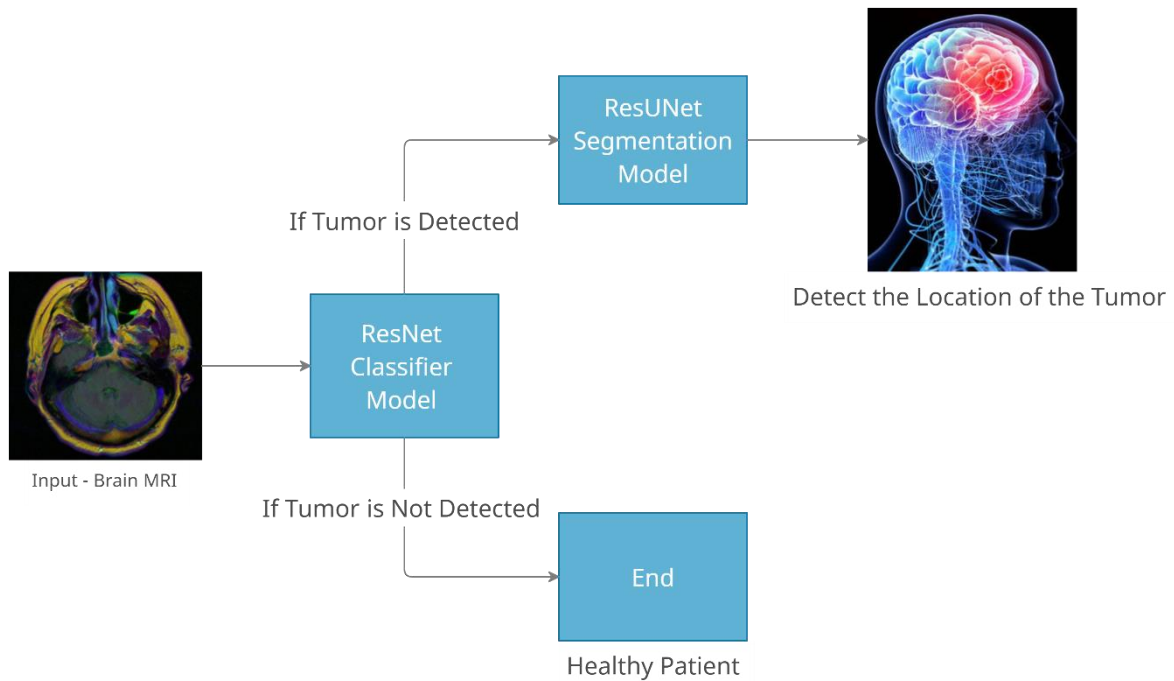 ResUNet
Segmentation
Model
If Tumor is Detected
Detect the Location of the Tumor
ResNet
Classifier
Model
Input - Brain MRI
If Tumor is Not Detected
End
Healthy Patient